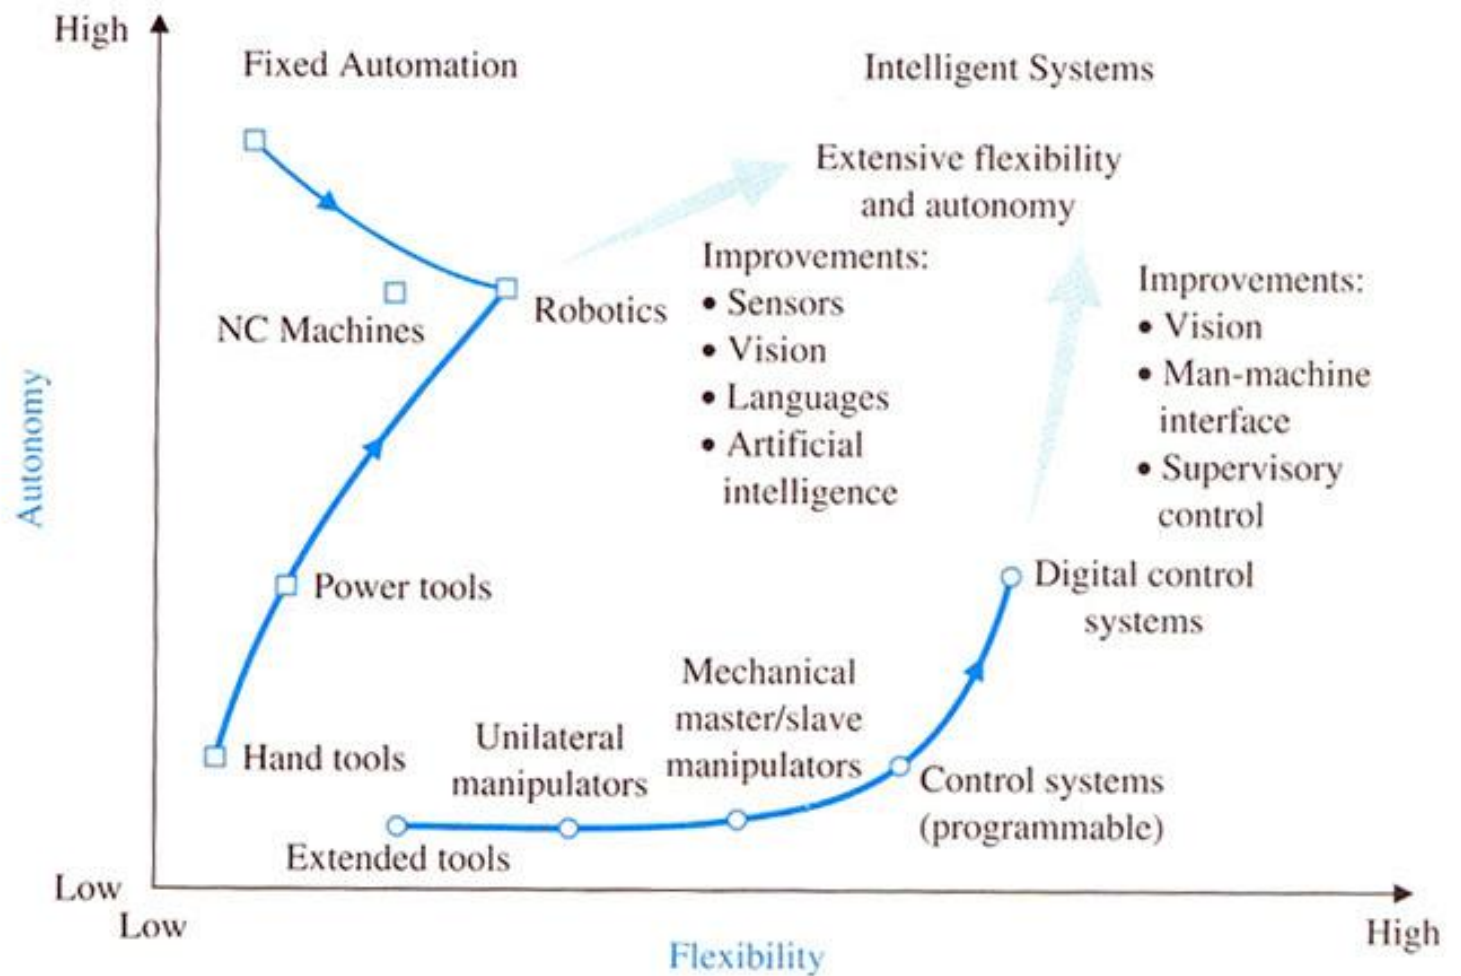 High
Fixed Automation
Intelligent Systems
Extensive flexibility
and autonomy
Improvements:
• Sensors
• Vision
• Languages
• Artificial
intelligence
Improvements:
• Vision
• Man-machine
interface
• Supervisory
control
NC Machines
Robotics
Autonomy
Power tools
Digital control
systems
Hand tools
Unilateral
manipulators
Mechanical
master/slave
manipulators
Control systems
(programmable)
Extended tools
Low
Low
High
Flexibility